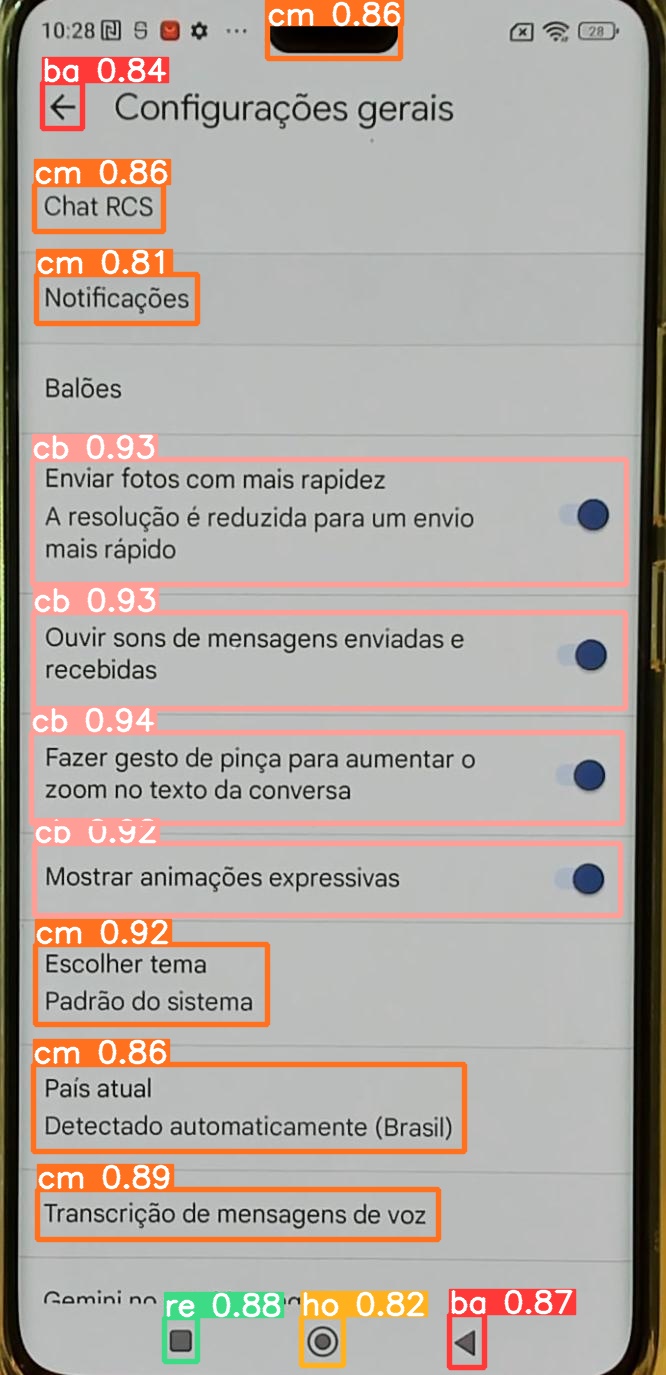 10:28
28
cm 0.86
ba 0.84
Configurações gerais
cm 0.86
Chat RCS
cm 0.81
Notificações
Balões
cb 0.93
Enviar fotos com mais rapidez
A resolução é reduzida para um envio
mais rápido
cb 0.93
Ouvir sons de mensagens enviadas e
recebidas
cb 0.94
Fazer gesto de pinça para aumentar o
zoom no texto da conversa
cb 0.92
Mostrar animações expressivas
cm 0.92
Escolher tema
Padrão do sistema
cm 0.86
País atual
Detectado automaticamente (Brasil)
cm 0.89
Transcrição de mensagens de voz
Gemini no
re 0.88
ho 0.82
ba 0.87